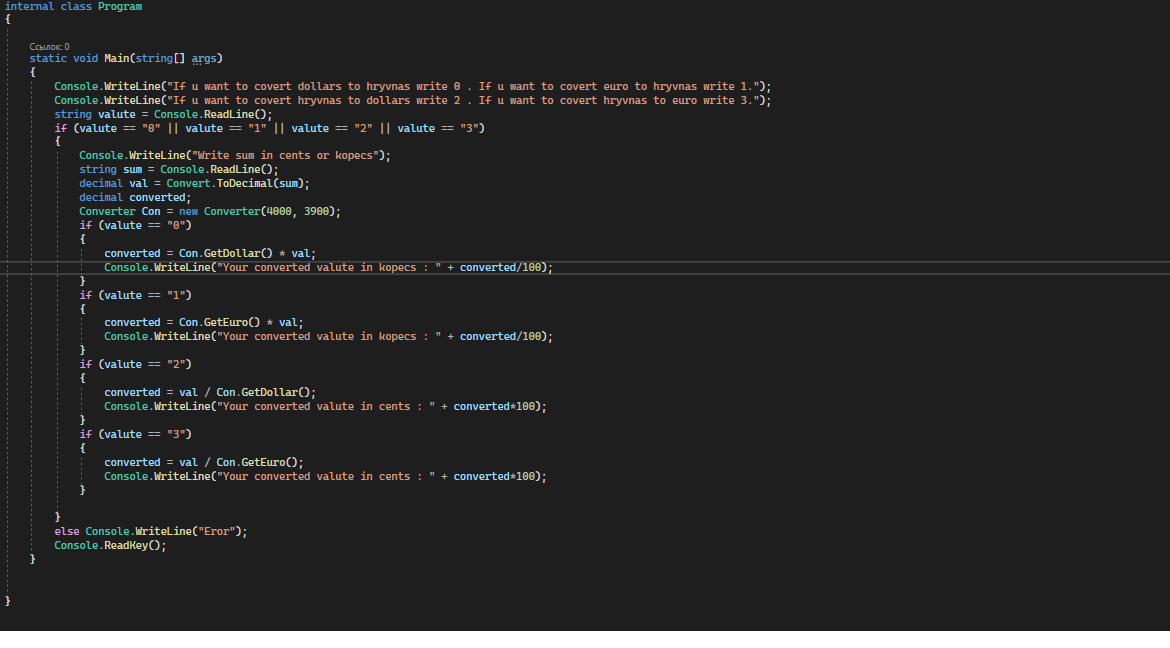 internal class Program
{
Ссылок: 0
static void Main(string[] args)
{
Console.WriteLine("If u want to covert dollars to hryvnas write 0 . If u want to covert euro to hryvnas write 1.");
Console.WriteLine("If u want to covert hryvnas to dollars write 2 . If u want to covert hryvnas to euro write 3.");
string valute = Console.ReadLine();
if (valute == "0" || valute == "1" || valute == "2" || valute == "3")
{
Console.WriteLine("Write sum in cents or kopecs");
string sum = Console.ReadLine();
decimal val = Convert.ToDecimal(sum);
decimal converted;
Converter Con = new Converter(4000, 3900);
if (valute == "0")
{
converted = Con.GetDollar() * val;
Console.WriteLine("Your converted valute in kopecs : " + converted/100);
}
if (valute == "1")
{
converted = Con.GetEuro() * val;
Console.WriteLine("Your converted valute in kopecs : " + converted/100);
}
if (valute == "2")
{
converted = val / Con.GetDollar();
Console.WriteLine("Your converted valute in cents : " + converted*100);
}
if (valute == "3")
{
converted = val / Con.GetEuro();
Console.WriteLine("Your converted valute in cents : " + converted*100);
}
}
else Console.WriteLine("Eror");
Console.ReadKey();
}
}